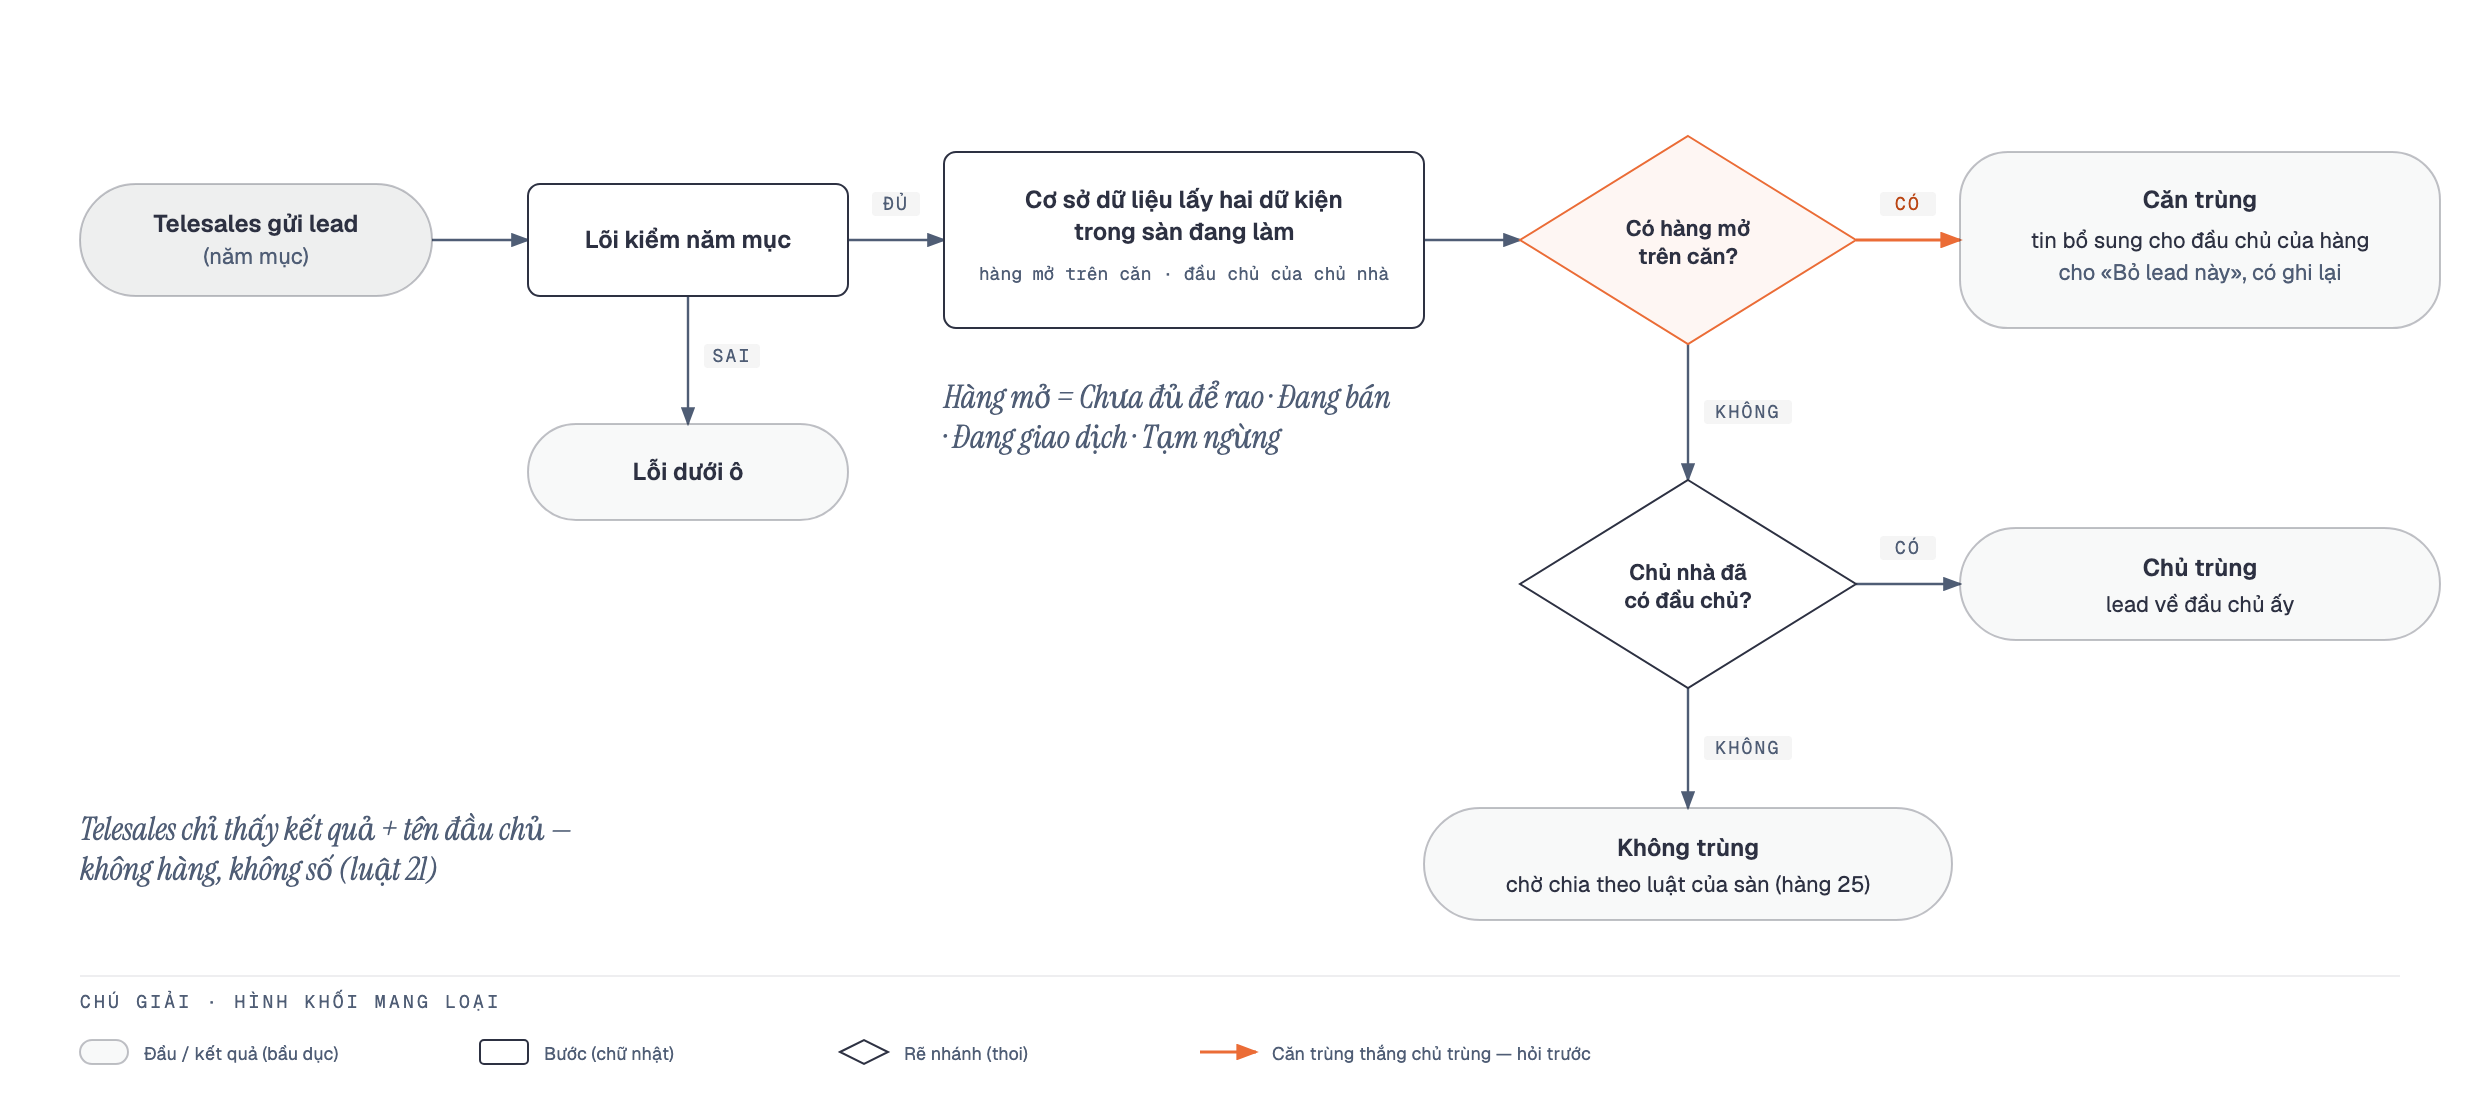 Telesales gửi lead
(năm mục)
Lõi kiểm năm mục
ĐỦ
Cơ sở dữ liệu lấy hai dữ kiện
trong sàn đang làm
hàng mở trên căn · đầu chủ của chủ nhà
Có hàng mở
trên căn?
CÓ
Căn trùng
tin bổ sung cho đầu chủ của hàng
cho «Bỏ lead này», có ghi lại
SAI
Lỗi dưới ô
Hàng mở = Chưa đủ để rao · Đang bán
· Đang giao dịch · Tạm ngừng
KHÔNG
Chủ nhà đã
có đầu chủ?
CÓ
Chủ trùng
lead về đầu chủ ấy
KHÔNG
Không trùng
chờ chia theo luật của sàn (hàng 25)
Telesales chỉ thấy kết quả + tên đầu chủ —
không hàng, không số (luật 21)
CHÚ GIẢI · HÌNH KHỐI MANG LOẠI
Đầu / kết quả (bầu dục)
Bước (chữ nhật)
Rẽ nhánh (thoi)
Căn trùng thắng chủ trùng — hỏi trước